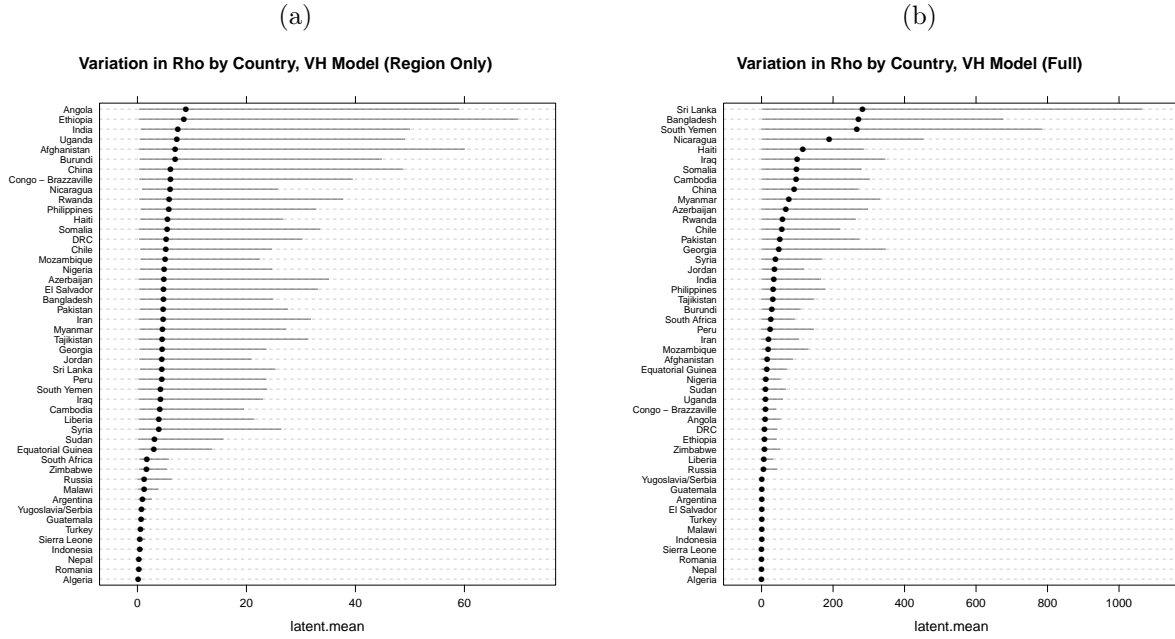 (a)
Variation in Rho by Country, VH Model (Region Only)
Angola
Ethiopia
India
Uganda
Afghanistan
Burundi
China
Congo − Brazzaville
Nicaragua
Rwanda
Philippines
Haiti
Somalia
DRC
Chile
Mozambique
Nigeria
Azerbaijan
El Salvador
Bangladesh
Pakistan
Iran
Myanmar
Tajikistan
Georgia
Jordan
Sri Lanka
Peru
South Yemen
Iraq
Cambodia
Liberia
Syria
Sudan
Equatorial Guinea
South Africa
Zimbabwe
Russia
Malawi
Argentina
Yugoslavia/Serbia
Guatemala
Turkey
Sierra Leone
Indonesia
Nepal
Romania
Algeria
0 20 40 60
latent.mean
(b)
Variation in Rho by Country, VH Model (Full)
Sri Lanka
Bangladesh
South Yemen
Nicaragua
Haiti
Iraq
Somalia
Cambodia
China
Myanmar
Azerbaijan
Rwanda
Chile
Pakistan
Georgia
Syria
Jordan
India
Philippines
Tajikistan
Burundi
South Africa
Peru
Iran
Mozambique
Afghanistan
Equatorial Guinea
Nigeria
Sudan
Uganda
Congo − Brazzaville
Angola
DRC
Ethiopia
Zimbabwe
Liberia
Russia
Yugoslavia/Serbia
Guatemala
Argentina
El Salvador
Turkey
Malawi
Indonesia
Sierra Leone
Romania
Nepal
Algeria
0 200 400 600 800 1000
latent.mean